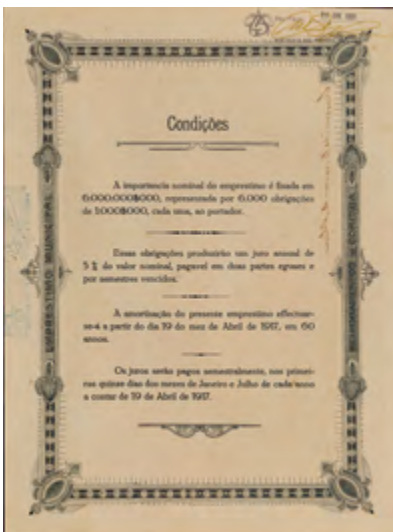 Condições
A importancia nominal do emprestimo é fixada em
6.000.000$000, representada por 6.000 obrigações
de 1:000$000, cada uma, ao portador.
Essas obrigações produzirão um juro annual de
5 % do valor nominal, pagavel em duas partes eguaes e
por semestres vencidos.
A amortisação do presente emprestimo effectuar-
se-á a partir do dia 19 do mez de Abril de 1917, em 60
annos.
Os juros serão pagos semestralmente, nos primei-
ros quinze dias dos mezes de Janeiro e Julho de cada anno
a contar de 19 de Abril de 1917.
EMPRESTIMO MUNICIPAL